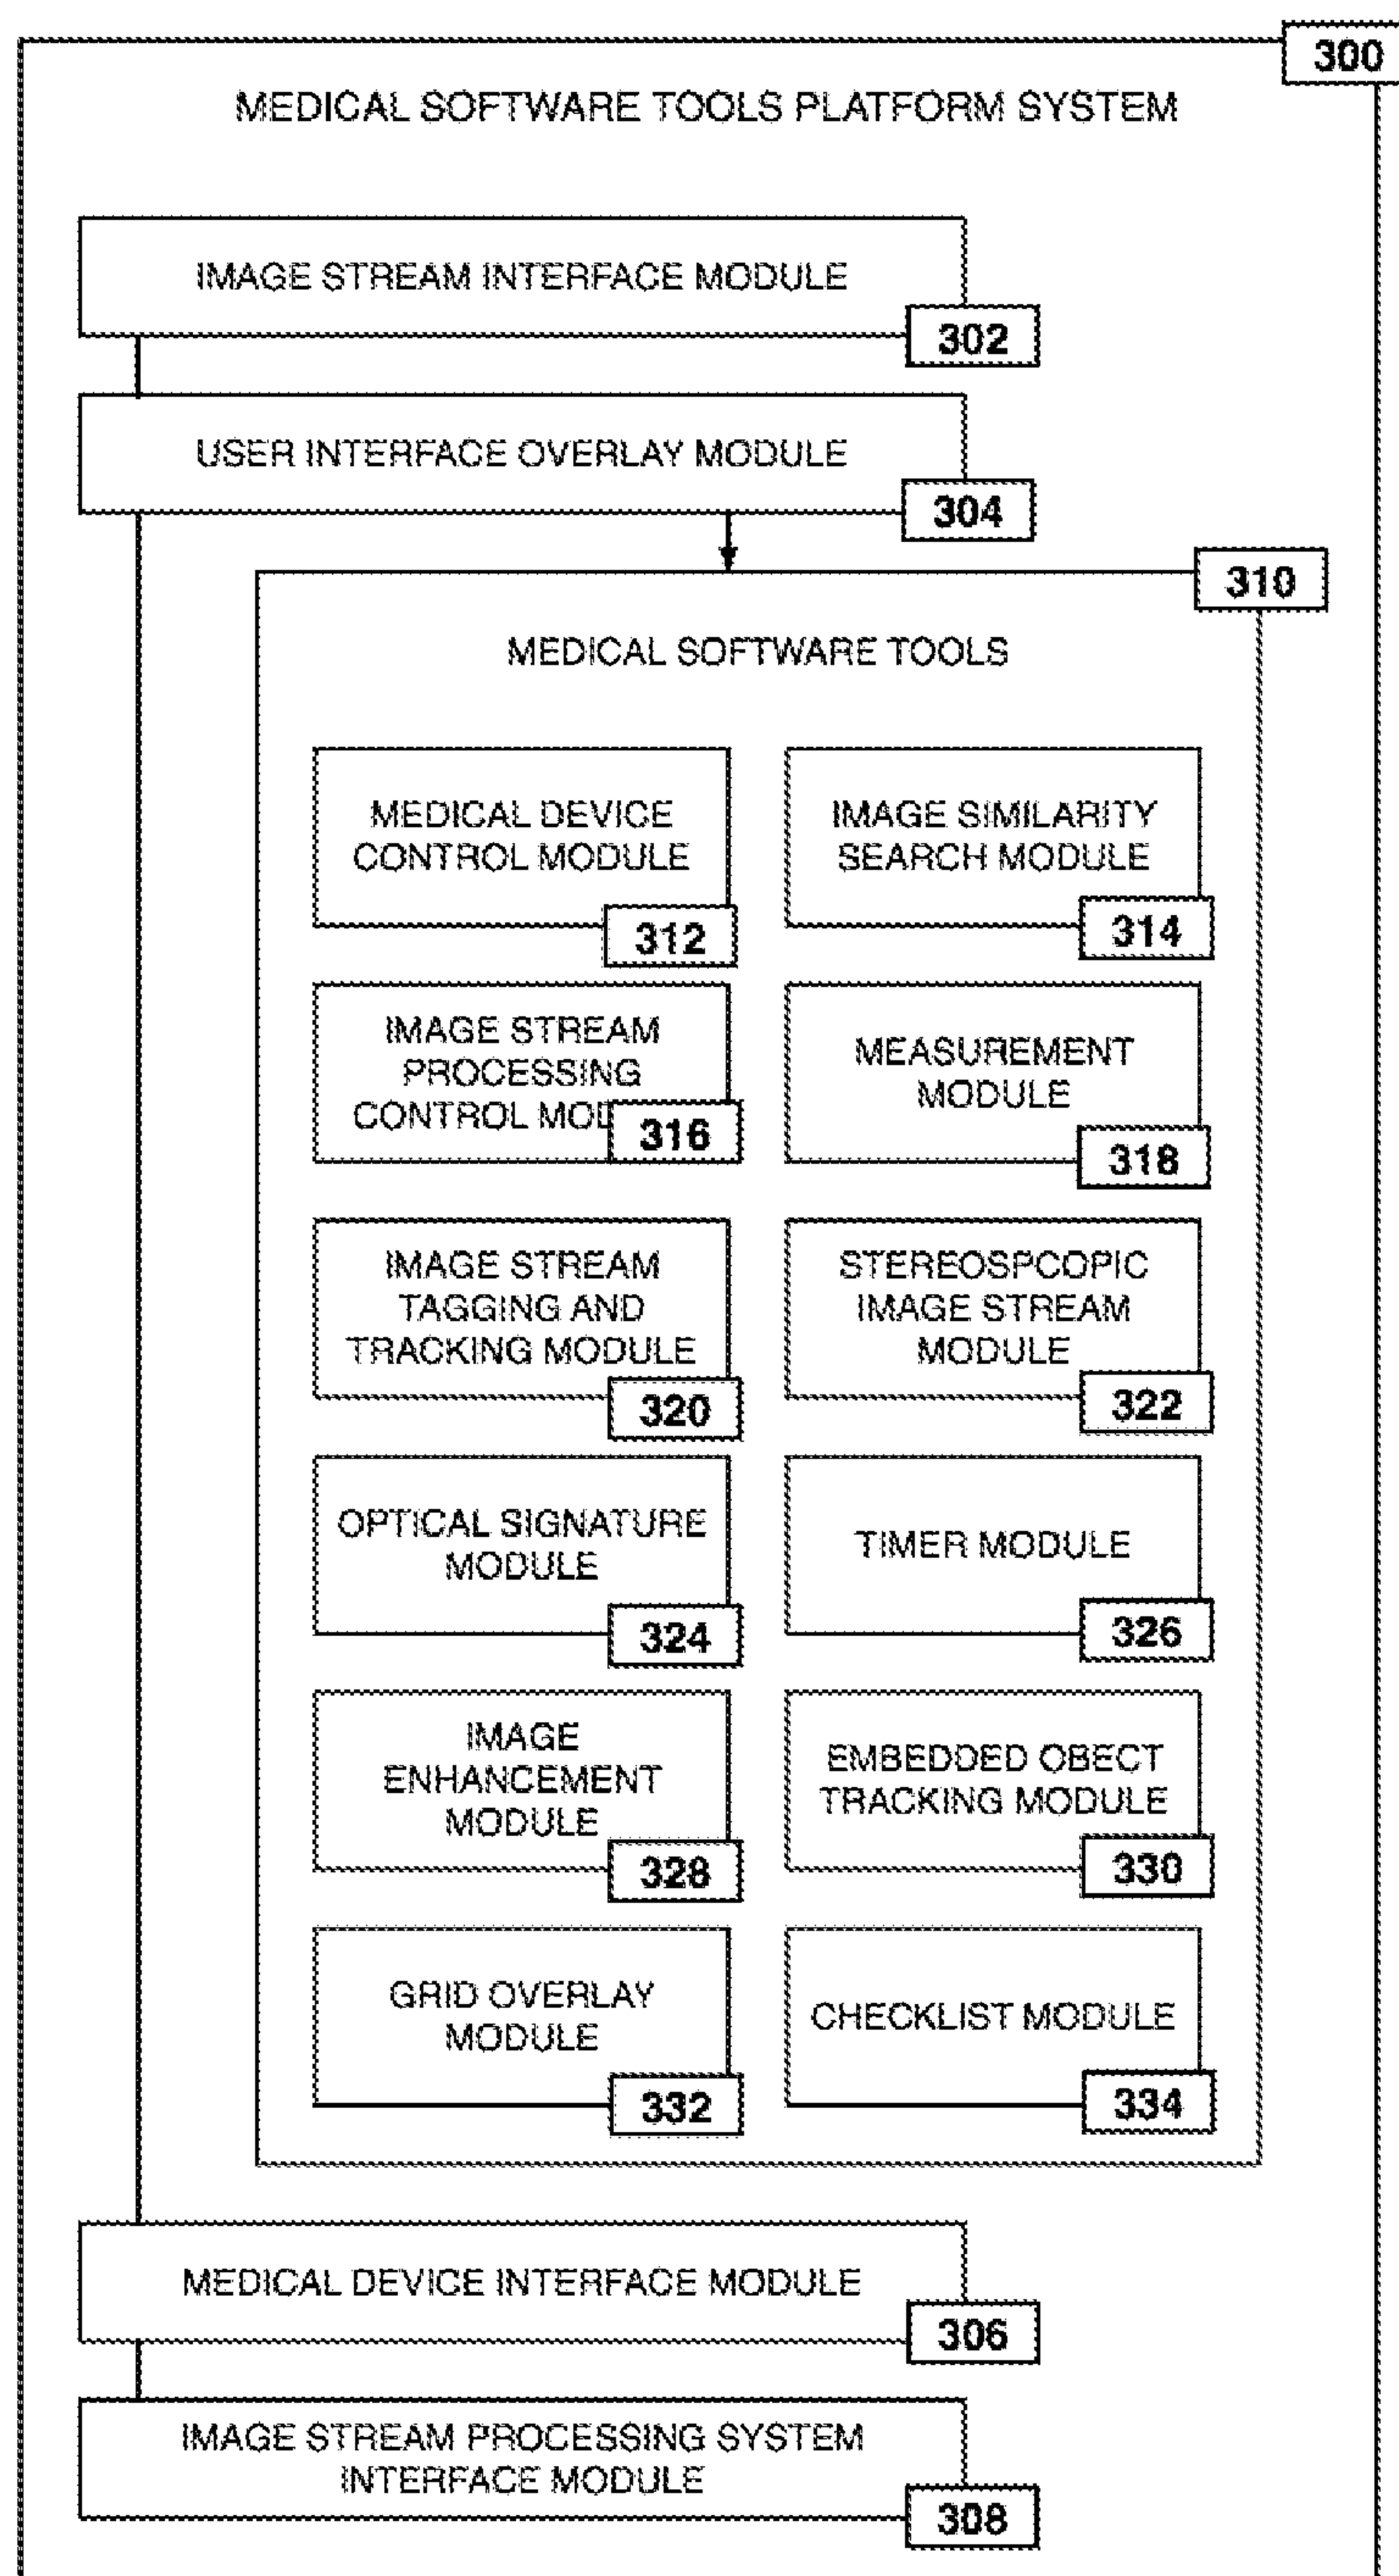 300
MEDICAL SOFTWARE TOOLS PLATFORM SYSTEM
IMAGE STREAM INTERFACE MODULE
302
USER INTERFACE OVERLAY MODULE
304
310
MEDICAL SOFTWARE TOOLS
MEDICAL DEVICE
CONTROL MODULE
312
IMAGE SIMILARITY
SEARCH MODULE
314
IMAGE STREAM
PROCESSING
CONTROL
316
MEASUREMENT
MODULE
318
IMAGE STREAM
TAGGING AND
TRACKING MODULE
320
STEREOSPCOPIC
IMAGE STREAM
MODULE
322
OPTICAL SIGNATURE
MODULE
324
TIMER MODULE
326
IMAGE
ENHANCEMENT
MODULE
328
EMBEDDED OBECT
TRACKING MODULE
330
GRID OVERLAY
MODULE
332
CHECKLIST MODULE
334
MEDICAL DEVICE INTERFACE MODULE
306
IMAGE STREAM PROCESSING SYSTEM
INTERFACE MODULE
308